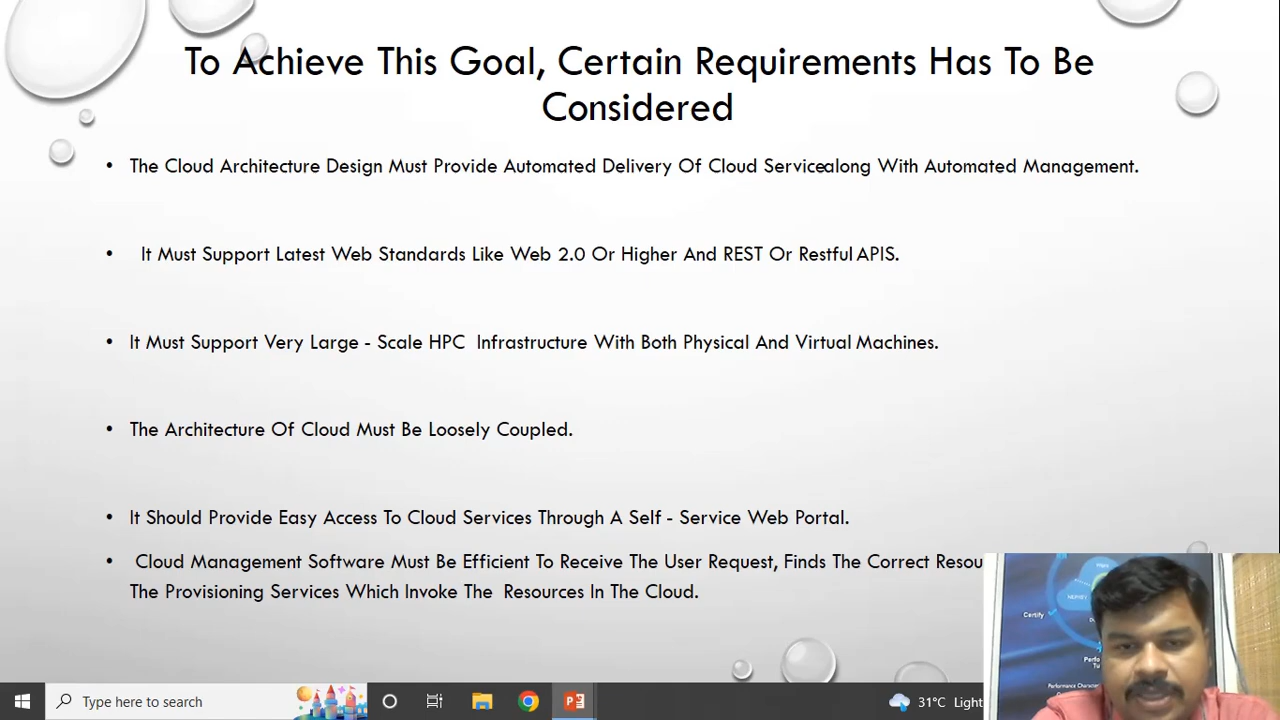 To Achieve This Goal, Certain Requirements Has To Be
Considered
• The Cloud Architecture Design Must Provide Automated Delivery Of Cloud Servicealong With Automated Management.
• It Must Support Latest Web Standards Like Web 2.0 Or Higher And REST Or Restful APIS.
• It Must Support Very Large - Scale HPC Infrastructure With Both Physical And Virtual Machines.
• The Architecture Of Cloud Must Be Loosely Coupled.
• It Should Provide Easy Access To Cloud Services Through A Self - Service Web Portal.
• Cloud Management Software Must Be Efficient To Receive The User Request, Finds The Correct
The Provisioning Services Which Invoke The Resources In The Cloud.
Certify
Performance
Type here to search
31°C Light